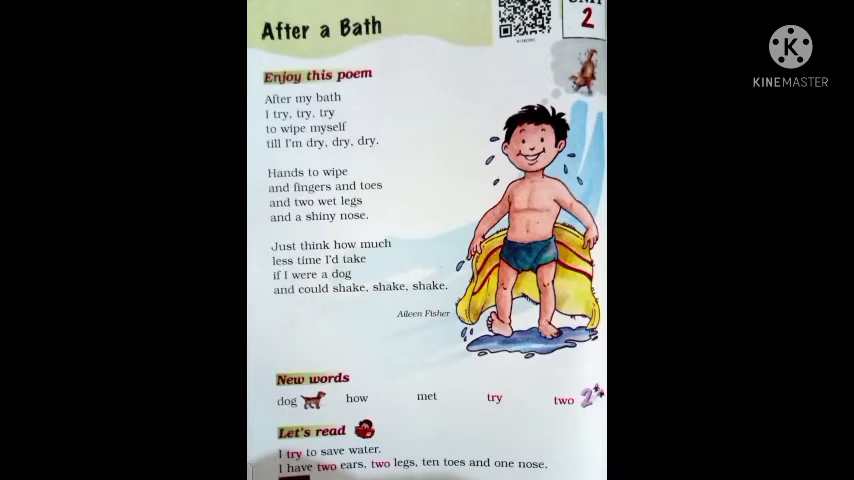 After a Bath
UNIT
2
Enjoy this poem
After my bath
I try, try, try
to wipe myself
till I'm dry, dry, dry.
Hands to wipe
and fingers and toes
and two wet legs
and a shiny nose.
Just think how much
less time I'd take
if I were a dog
and could shake, shake, shake.
Aileen Fisher
New words
dog how met try two 2
Let's read
I try to save water.
I have two ears, two legs, ten toes and one nose.
K
KINEMASTER